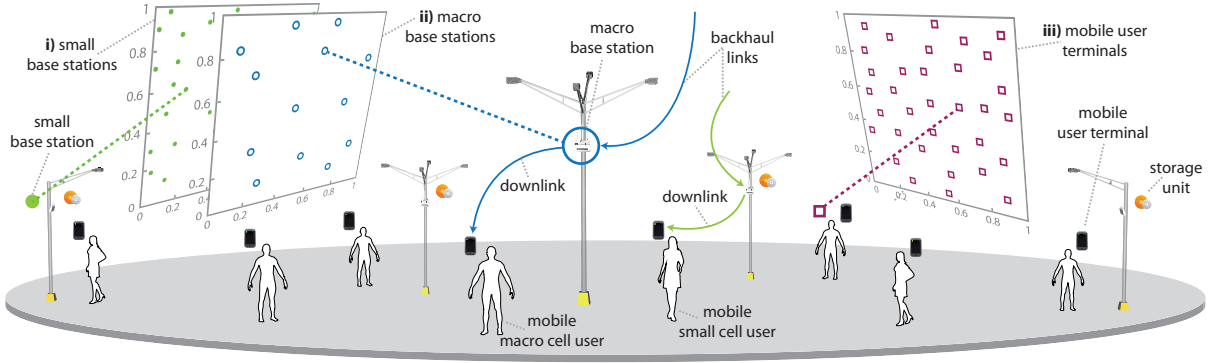 i) small
base stations
ii) macro
base stations
macro
base station
backhaul
links
iii) mobile user
terminals
small
base station
mobile
user terminal
storage
unit
downlink
downlink
mobile
macro cell user
mobile
small cell user
1
0.8
0.6
0.4
0.2
0
0
0.2
1
0.8
0.6
0.4
0.2
0
0
0.2
0.4
0.6
0.8
1
1
0.8
0.6
0.4
0.2
0
0
0.2
0.4
0.6
0.8
1